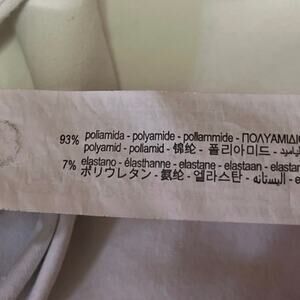 93% poliamida - polyamide - poliammide - ΠΟΛΥΑΜΙΔΙΟ
polyamid - poliamid - 锦纶 - 폴리아미드 -
7% elastano - élasthanne - elastane - elastaan - elastan
ポリウレタン - 氨纶 - 엘라스탄 - اليستانه -